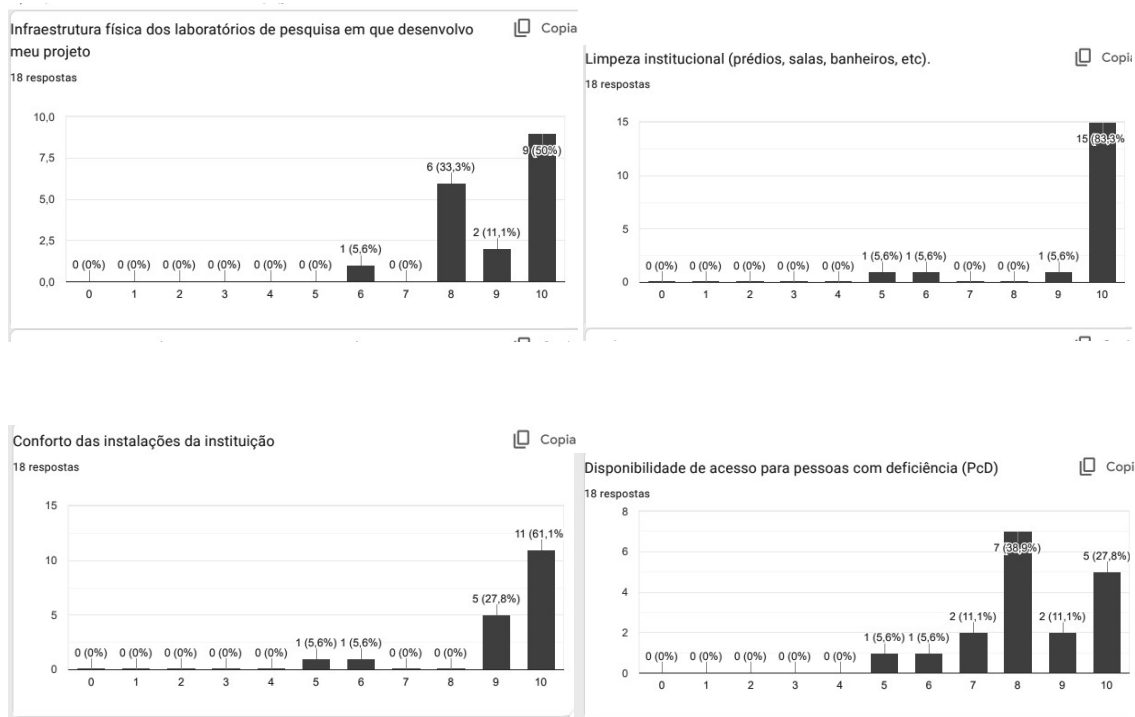 Infraestrutura física dos laboratórios de pesquisa em que desenvolvo
meu projeto
Copia
18 respostas
10,0
7,5
5,0
2,5
0,0
0 (0%) 0 (0%) 0 (0%) 0 (0%) 0 (0%) 0 (0%) 1 (5,6%) 0 (0%) 6 (33,3%) 2 (11,1%) 9 (50%)
0 1 2 3 4 5 6 7 8 9 10
Limpeza institucional (prédios, salas, banheiros, etc).
Copia
18 respostas
15
10
5
0
0 (0%) 0 (0%) 0 (0%) 0 (0%) 0 (0%) 1 (5,6%) 1 (5,6%) 0 (0%) 0 (0%) 1 (5,6%) 15 (83,3%
0 1 2 3 4 5 6 7 8 9 10
Conforto das instalações da instituição
Copia
18 respostas
15
10
5
0
0 (0%) 0 (0%) 0 (0%) 0 (0%) 0 (0%) 1 (5,6%) 1 (5,6%) 0 (0%) 0 (0%) 5 (27,8%) 11 (61,1%
0 1 2 3 4 5 6 7 8 9 10
Disponibilidade de acesso para pessoas com deficiência (PcD)
Copi
18 respostas
8
6
4
2
0
0 (0%) 0 (0%) 0 (0%) 0 (0%) 0 (0%) 1 (5,6%) 1 (5,6%) 2 (11,1%) 7 (38,9%) 2 (11,1%) 5 (27,8%)
0 1 2 3 4 5 6 7 8 9 10